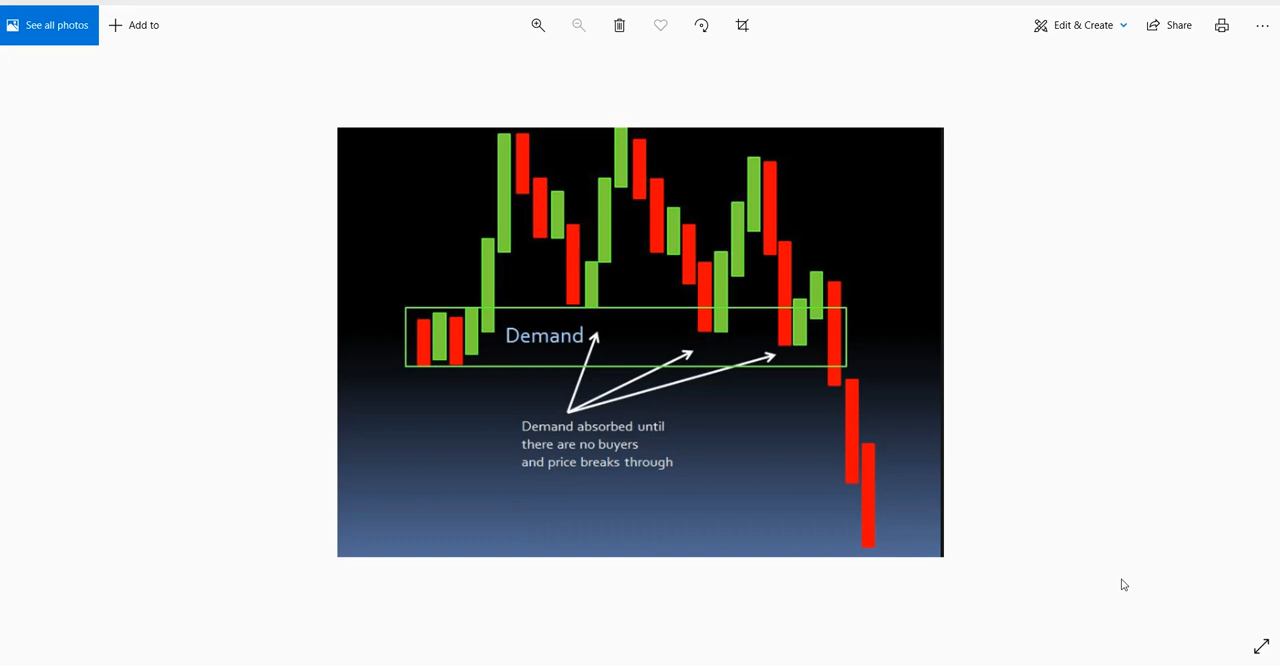 See all photos
Add to
Edit & Create
Share
Demand
Demand absorbed until
there are no buyers
and price breaks through